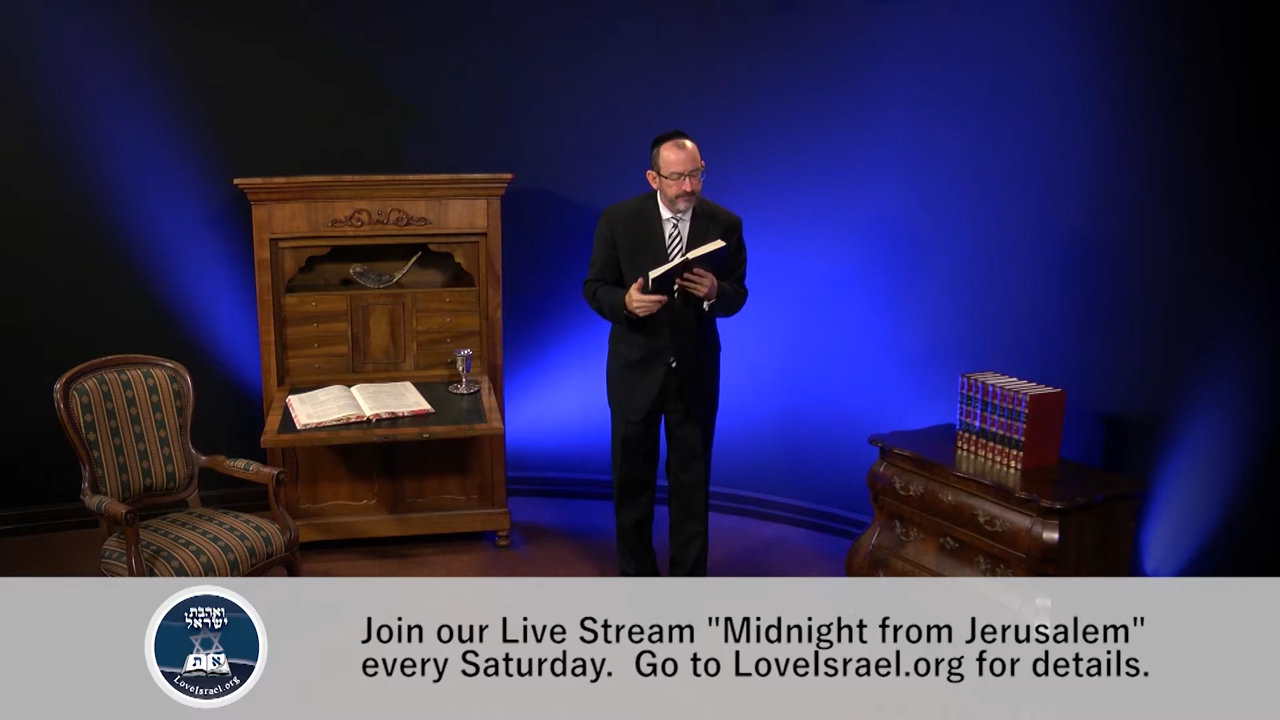 ואהבת
ישראל
את
LoveIsrael.org
Join our Live Stream "Midnight from Jerusalem"
every Saturday.  Go to LoveIsrael.org for details.